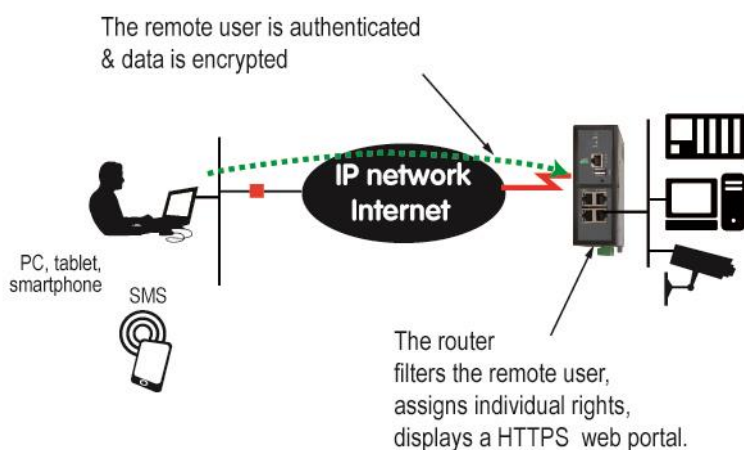 The remote user is authenticated
& data is encrypted
IP network
Internet
PC, tablet,
smartphone
SMS
The router
filters the remote user,
assigns individual rights,
displays a HTTPS web portal.